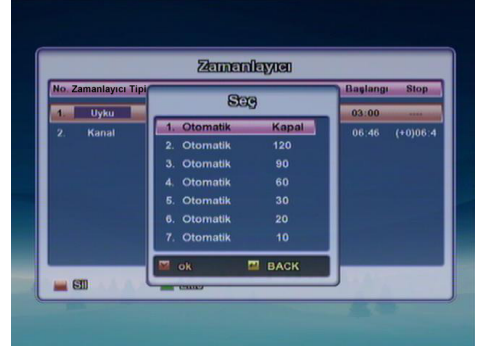 Zamanlayıcı
No Zamanlayıcı Tipi Başlangı Stop
1. Uyku 03:00 ----
2. Kanal 06:46 (+0)06:4
Seç
1. Otomatik Kapal
2. Otomatik 120
3. Otomatik 90
4. Otomatik 60
5. Otomatik 30
6. Otomatik 20
7. Otomatik 10
ok BACK
Sil